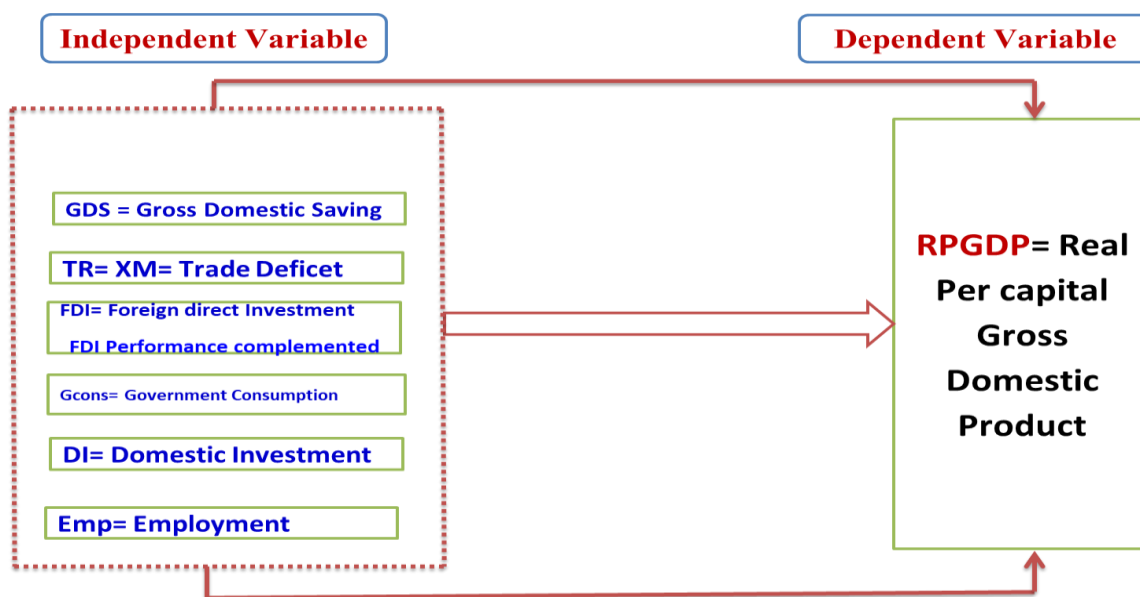 Independent Variable
Dependent Variable
GDS = Gross Domestic Saving
TR= XM= Trade Deficet
FDI= Foreign direct Investment
FDI Performance complemented
Gcons= Government Consumption
DI= Domestic Investment
Emp= Employment
RPGDP= Real
Per capital
Gross
Domestic
Product